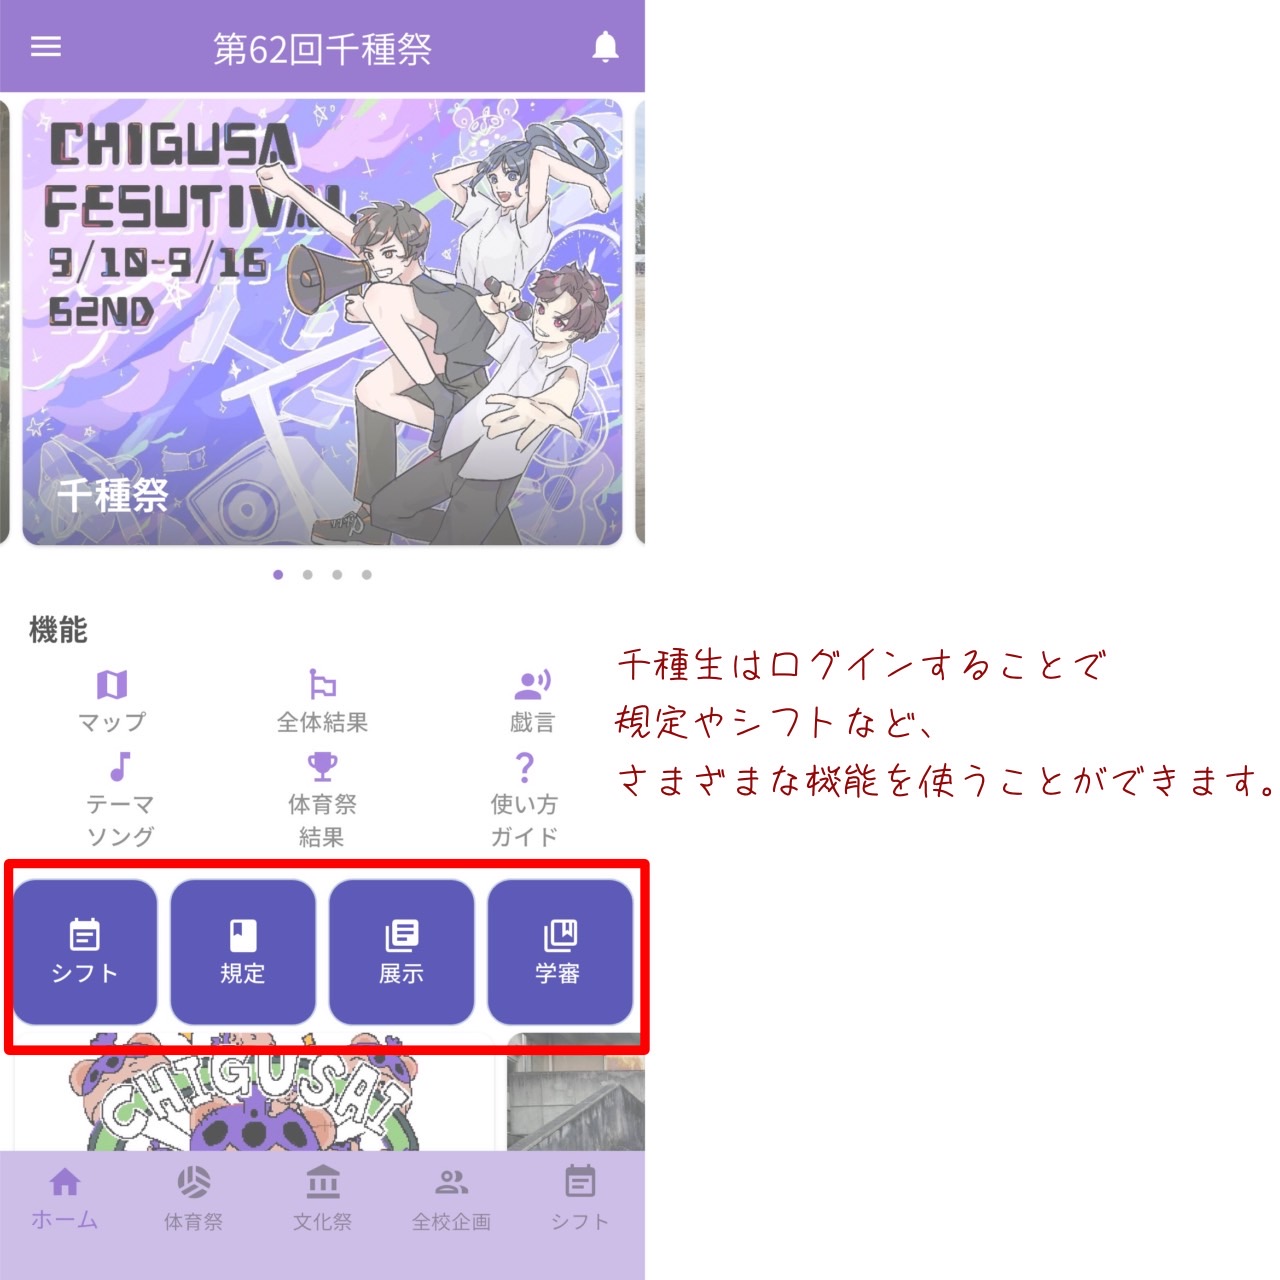 第62回千種祭
CHIGUSA
FESUTIVAL
9/10-9/16
62ND
千種祭
機能
マップ
全体結果
戯言
テーマ
ソング
体育祭
結果
使い方
ガイド
千種生はログインすることで
規定やシフトなど、
さまざまな機能を使うことができます。
シフト
規定
展示
学審
CHIGUSAI
ホーム
体育祭
文化祭
全校企画
シフト